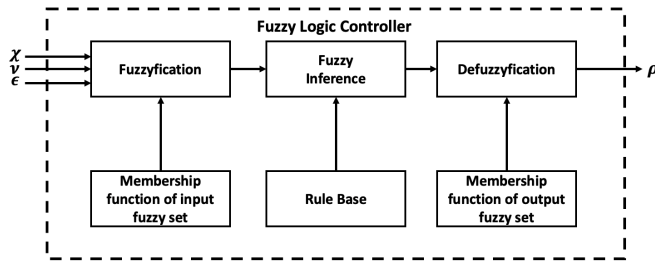 Fuzzy Logic Controller
χ
ν
ϵ
Fuzzyfication
Fuzzy
Inference
Defuzzyfication
ρ
Membership
function of input
fuzzy set
Rule Base
Membership
function of output
fuzzy set